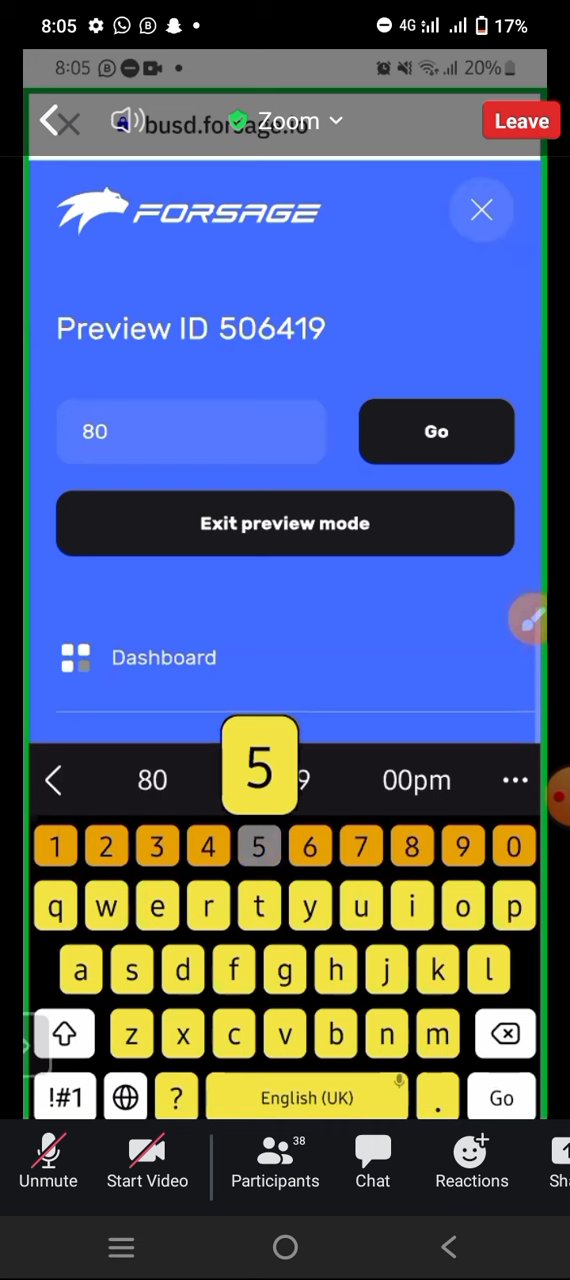 8:05 4G 17%
8:05 20%
busd.forsage.io
Zoom
Leave
FORSAGE
Preview ID 506419
80
Go
Exit preview mode
Dashboard
80 5 9 00pm
1 2 3 4 5 6 7 8 9 0
q w e r t y u i o p
a s d f g h j k l
z x c v b n m
!#1 ? English (UK) . Go
38
Unmute Start Video Participants Chat Reactions Sha